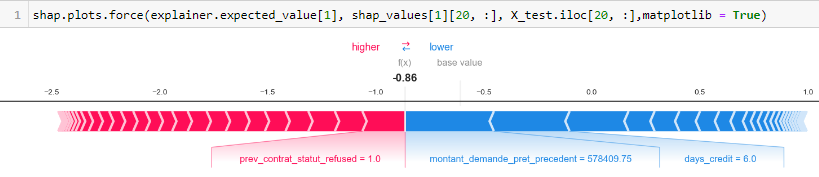 1 shap.plots.force(explainer.expected_value[1], shap_values[1][20, :], X_test.iloc[20, :],matplotlib = True)
higher ⇄ lower
f(x) base value
-0.86
−2.5 −2.0 −1.5 −1.0 −0.5 0.0 0.5 1.0
prev_contrat_statut_refused = 1.0 montant_demande_pret_precedent = 578409.75 days_credit = 6.0